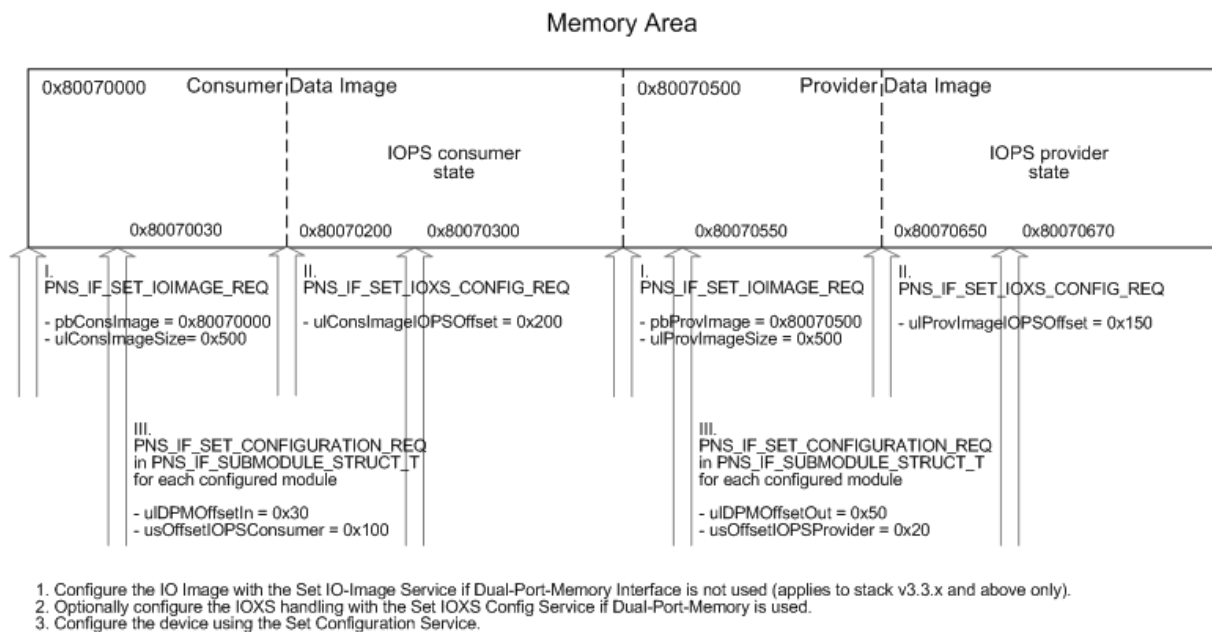 Memory Area
0x80070000 Consumer Data Image 0x80070500 Provider Data Image
IOPS consumer
state
IOPS provider
state
0x80070030 0x80070200 0x80070300 0x80070550 0x80070650 0x80070670
I.
PNS_IF_SET_IOIMAGE_REQ
- pbConsImage = 0x80070000
- ulConsImageSize= 0x500
II.
PNS_IF_SET_IOXS_CONFIG_REQ
- ulConsImageIOPSOffset = 0x200
I.
PNS_IF_SET_IOIMAGE_REQ
- pbProvImage = 0x80070500
- ulProvImageSize = 0x500
II.
PNS_IF_SET_IOXS_CONFIG_REQ
- ulProvImageIOPSOffset = 0x150
III.
PNS_IF_SET_CONFIGURATION_REQ
in PNS_IF_SUBMODULE_STRUCT_T
for each configured module
- ulDPMOffsetIn = 0x30
- usOffsetIOPSConsumer = 0x100
III.
PNS_IF_SET_CONFIGURATION_REQ
in PNS_IF_SUBMODULE_STRUCT_T
for each configured module
- ulDPMOffsetOut = 0x50
- usOffsetIOPSProvider = 0x20
1. Configure the IO Image with the Set IO-Image Service if Dual-Port-Memory Interface is not used (applies to stack v3.3.x and above only).
2. Optionally configure the IOXS handling with the Set IOXS Config Service if Dual-Port-Memory is used.
3. Configure the device using the Set Configuration Service.